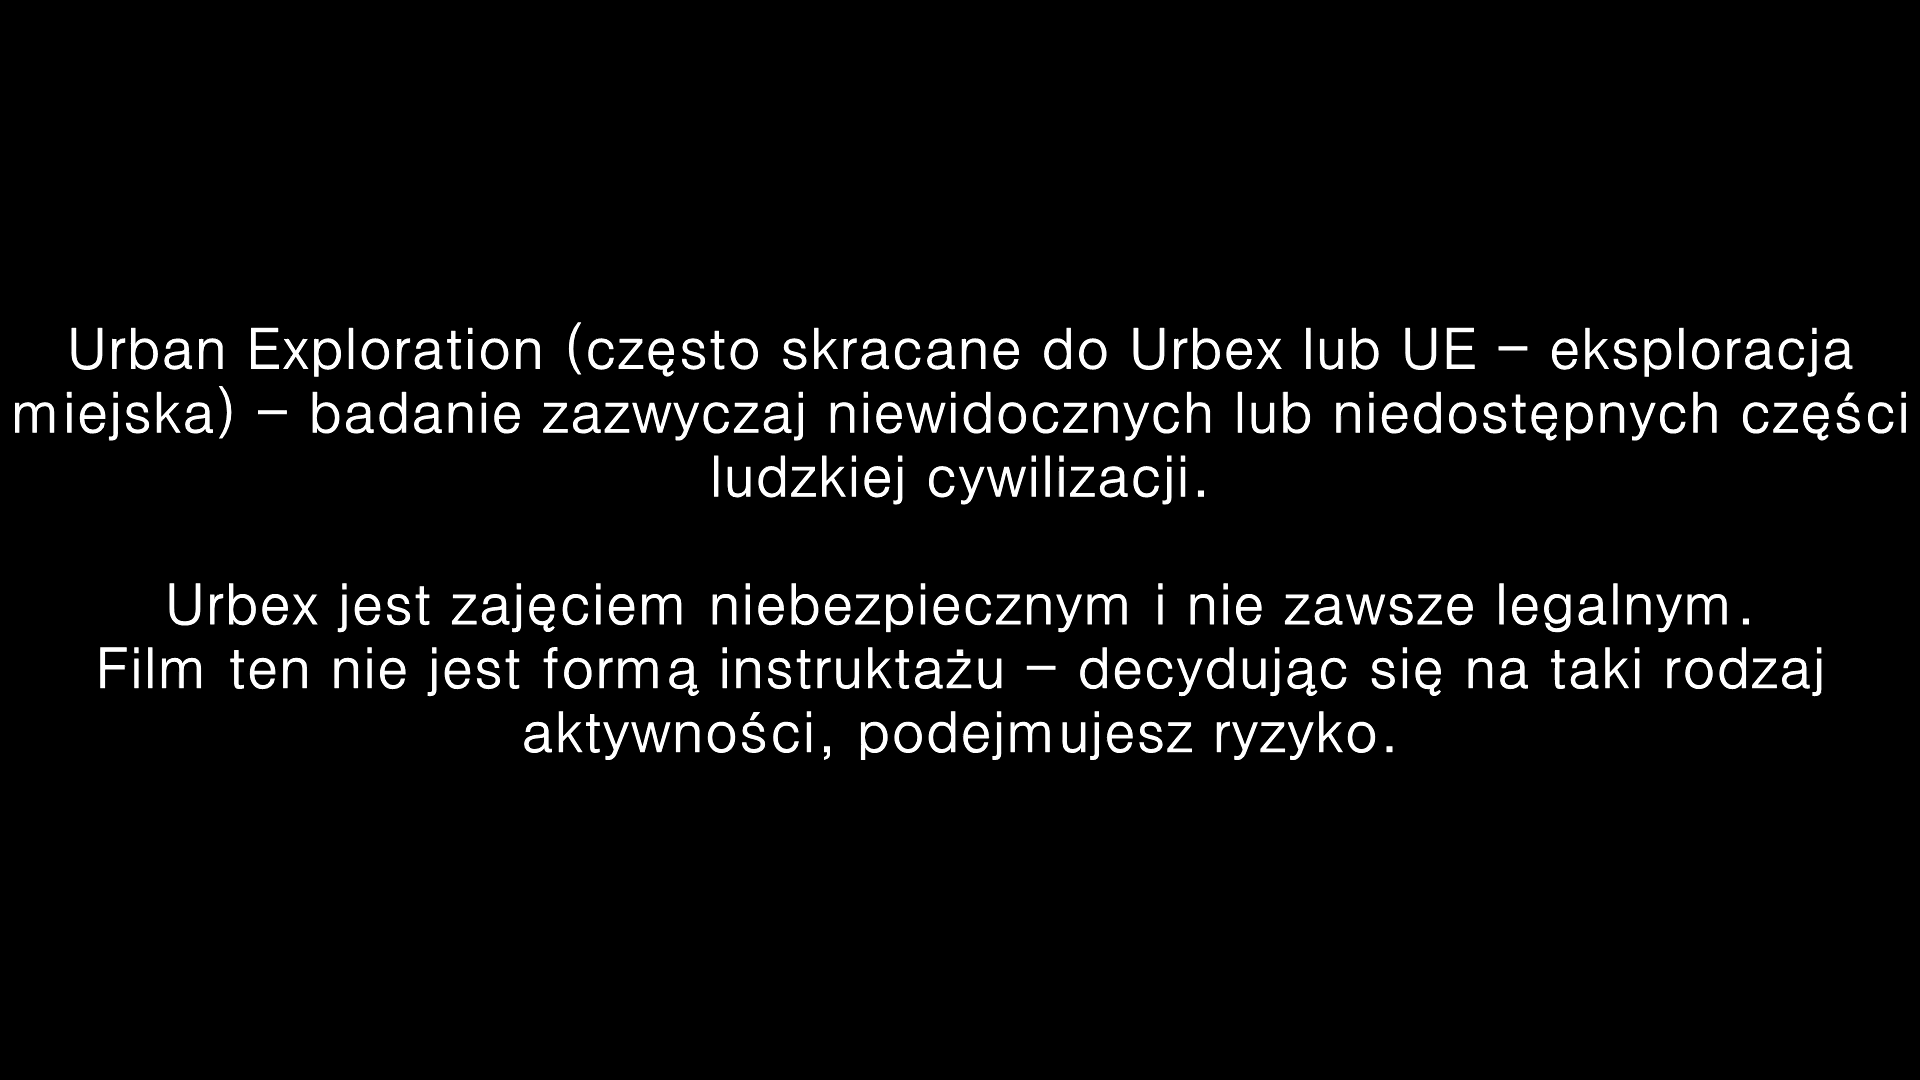 Urban Exploration (często skracane do Urbex lub UE – eksploracja
miejska) – badanie zazwyczaj niewidocznych lub niedostępnych części
ludzkiej cywilizacji.
Urbex jest zajęciem niebezpiecznym i nie zawsze legalnym.
Film ten nie jest formą instruktażu – decydując się na taki rodzaj
aktywności, podejmujesz ryzyko.